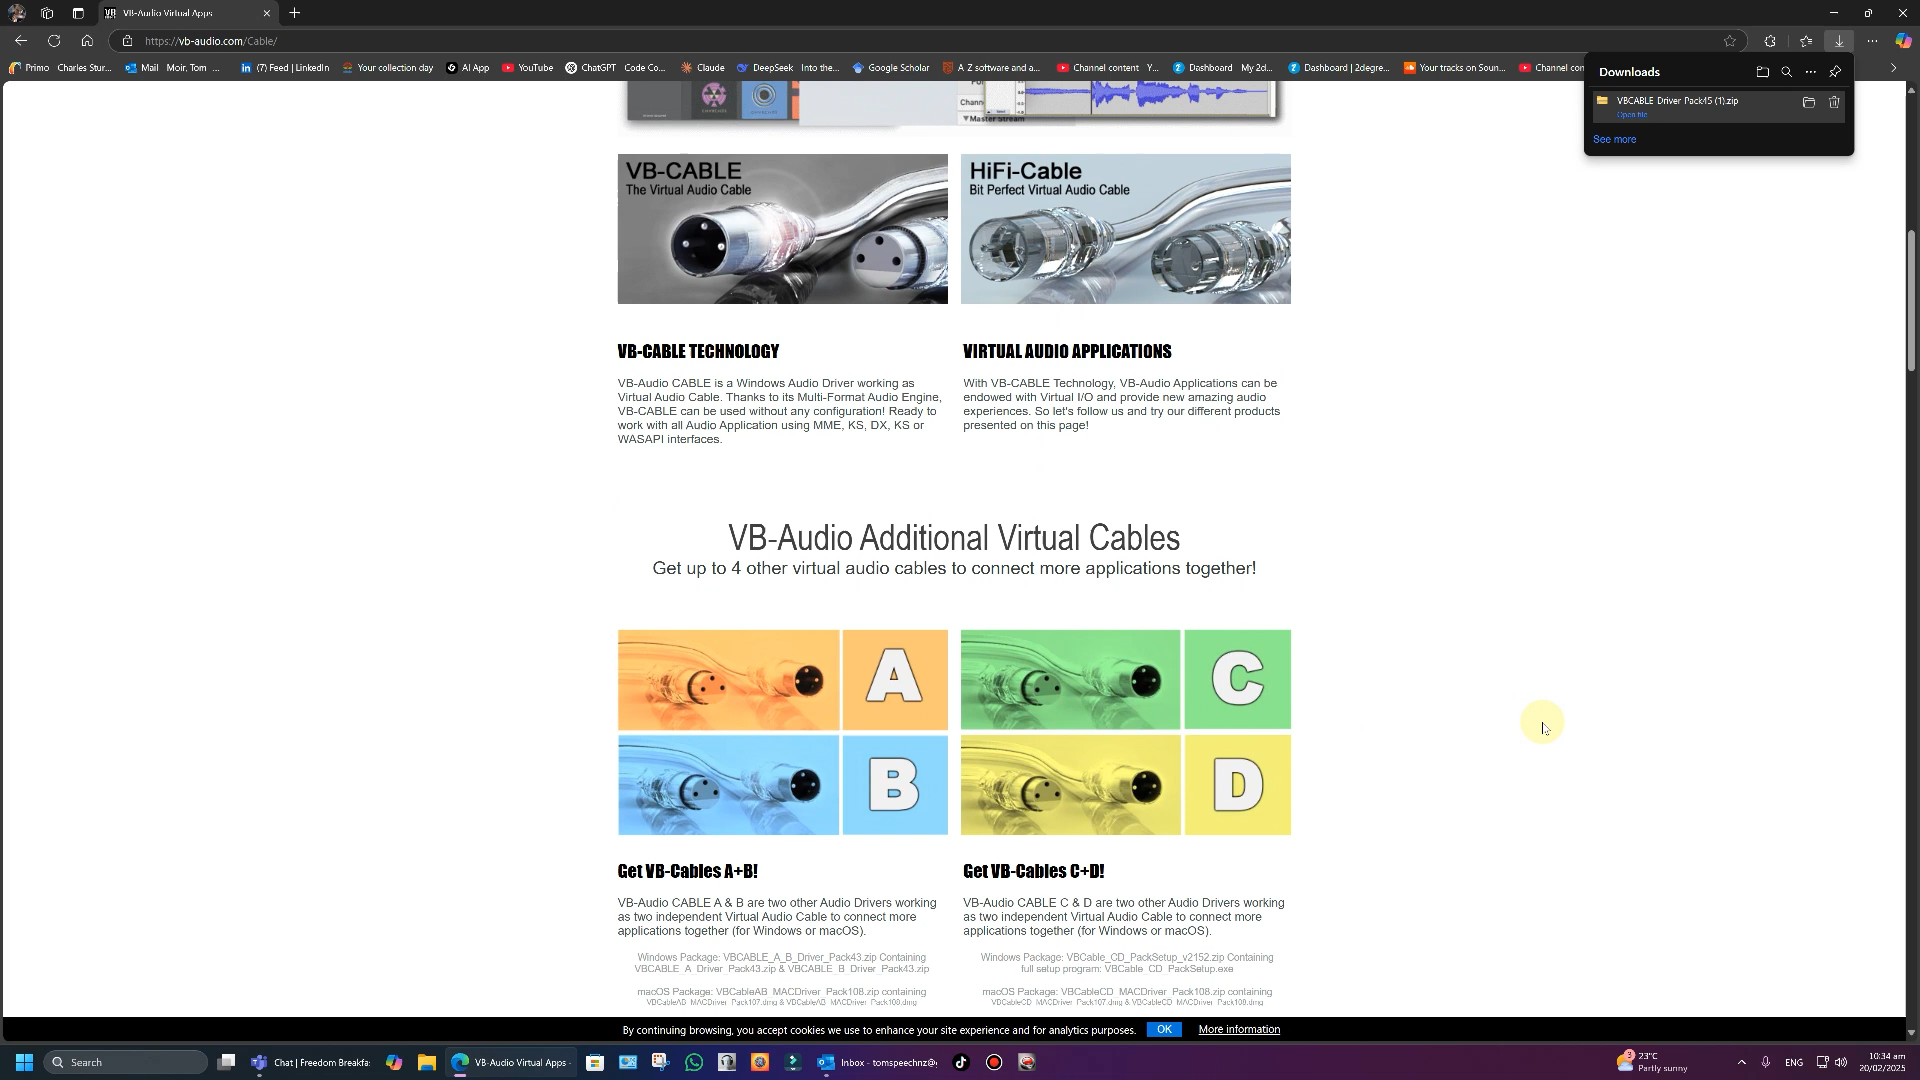 VB-Audio Virtual Apps
https://vb-audio.com/Cable/
Primo
Charles Stur...
Mail
Moir, Tom
...
(7) Feed | LinkedIn
Your collection day
AI App
YouTube
ChatGPT
Code Co...
Claude
DeepSeek
Into the...
Google Scholar
A Z software and a...
Channel content
Y...
Dashboard
My 2d...
Dashboard | 2degre...
Your tracks on Soun...
Channel con
Downloads
VBCABLE Driver Pack45 (1).zip
Open file
See more
Chann
Master Stream
VB-CABLE
The Virtual Audio Cable
HiFi-Cable
Bit Perfect Virtual Audio Cable
VB-CABLE TECHNOLOGY
VB-Audio CABLE is a Windows Audio Driver working as
Virtual Audio Cable. Thanks to its Multi-Format Audio Engine,
VB-CABLE can be used without any configuration! Ready to
work with all Audio Application using MME, KS, DX, KS or
WASAPI interfaces.
VIRTUAL AUDIO APPLICATIONS
With VB-CABLE Technology, VB-Audio Applications can be
endowed with Virtual I/O and provide new amazing audio
experiences. So let's follow us and try our different products
presented on this page!
VB-Audio Additional Virtual Cables
Get up to 4 other virtual audio cables to connect more applications together!
A
C
B
D
Get VB-Cables A+B!
VB-Audio CABLE A & B are two other Audio Drivers working
as two independent Virtual Audio Cable to connect more
applications together (for Windows or macOS).
Windows Package: VBCABLE_A_B_Driver_Pack43.zip Containing
VBCABLE_A_Driver_Pack43.zip & VBCABLE_B_Driver_Pack43.zip
macOS Package: VBCableAB_MACDriver_Pack108.zip containing
VBCableAB_MACDriver_Pack107.dmg & VBCableAB_MACDriver_Pack108.dmg
Get VB-Cables C+D!
VB-Audio CABLE C & D are two other Audio Drivers working
as two independent Virtual Audio Cable to connect more
applications together (for Windows or macOS).
Windows Package: VBCable_CD_PackSetup_v2152.zip Containing
full setup program: VBCable_CD_PackSetup.exe
macOS Package: VBCableCD_MACDriver_Pack108.zip containing
VBCableCD_MACDriver_Pack107.dmg & VBCableCD_MACDriver_Pack108.dmg
By continuing browsing, you accept cookies we use to enhance your site experience and for analytics purposes.
OK
More information
Search
Chat | Freedom Breakfa:
VB-Audio Virtual Apps -
Inbox - tomspeechnz@
3
23°C
Partly sunny
ENG
10:34 am
20/02/2025